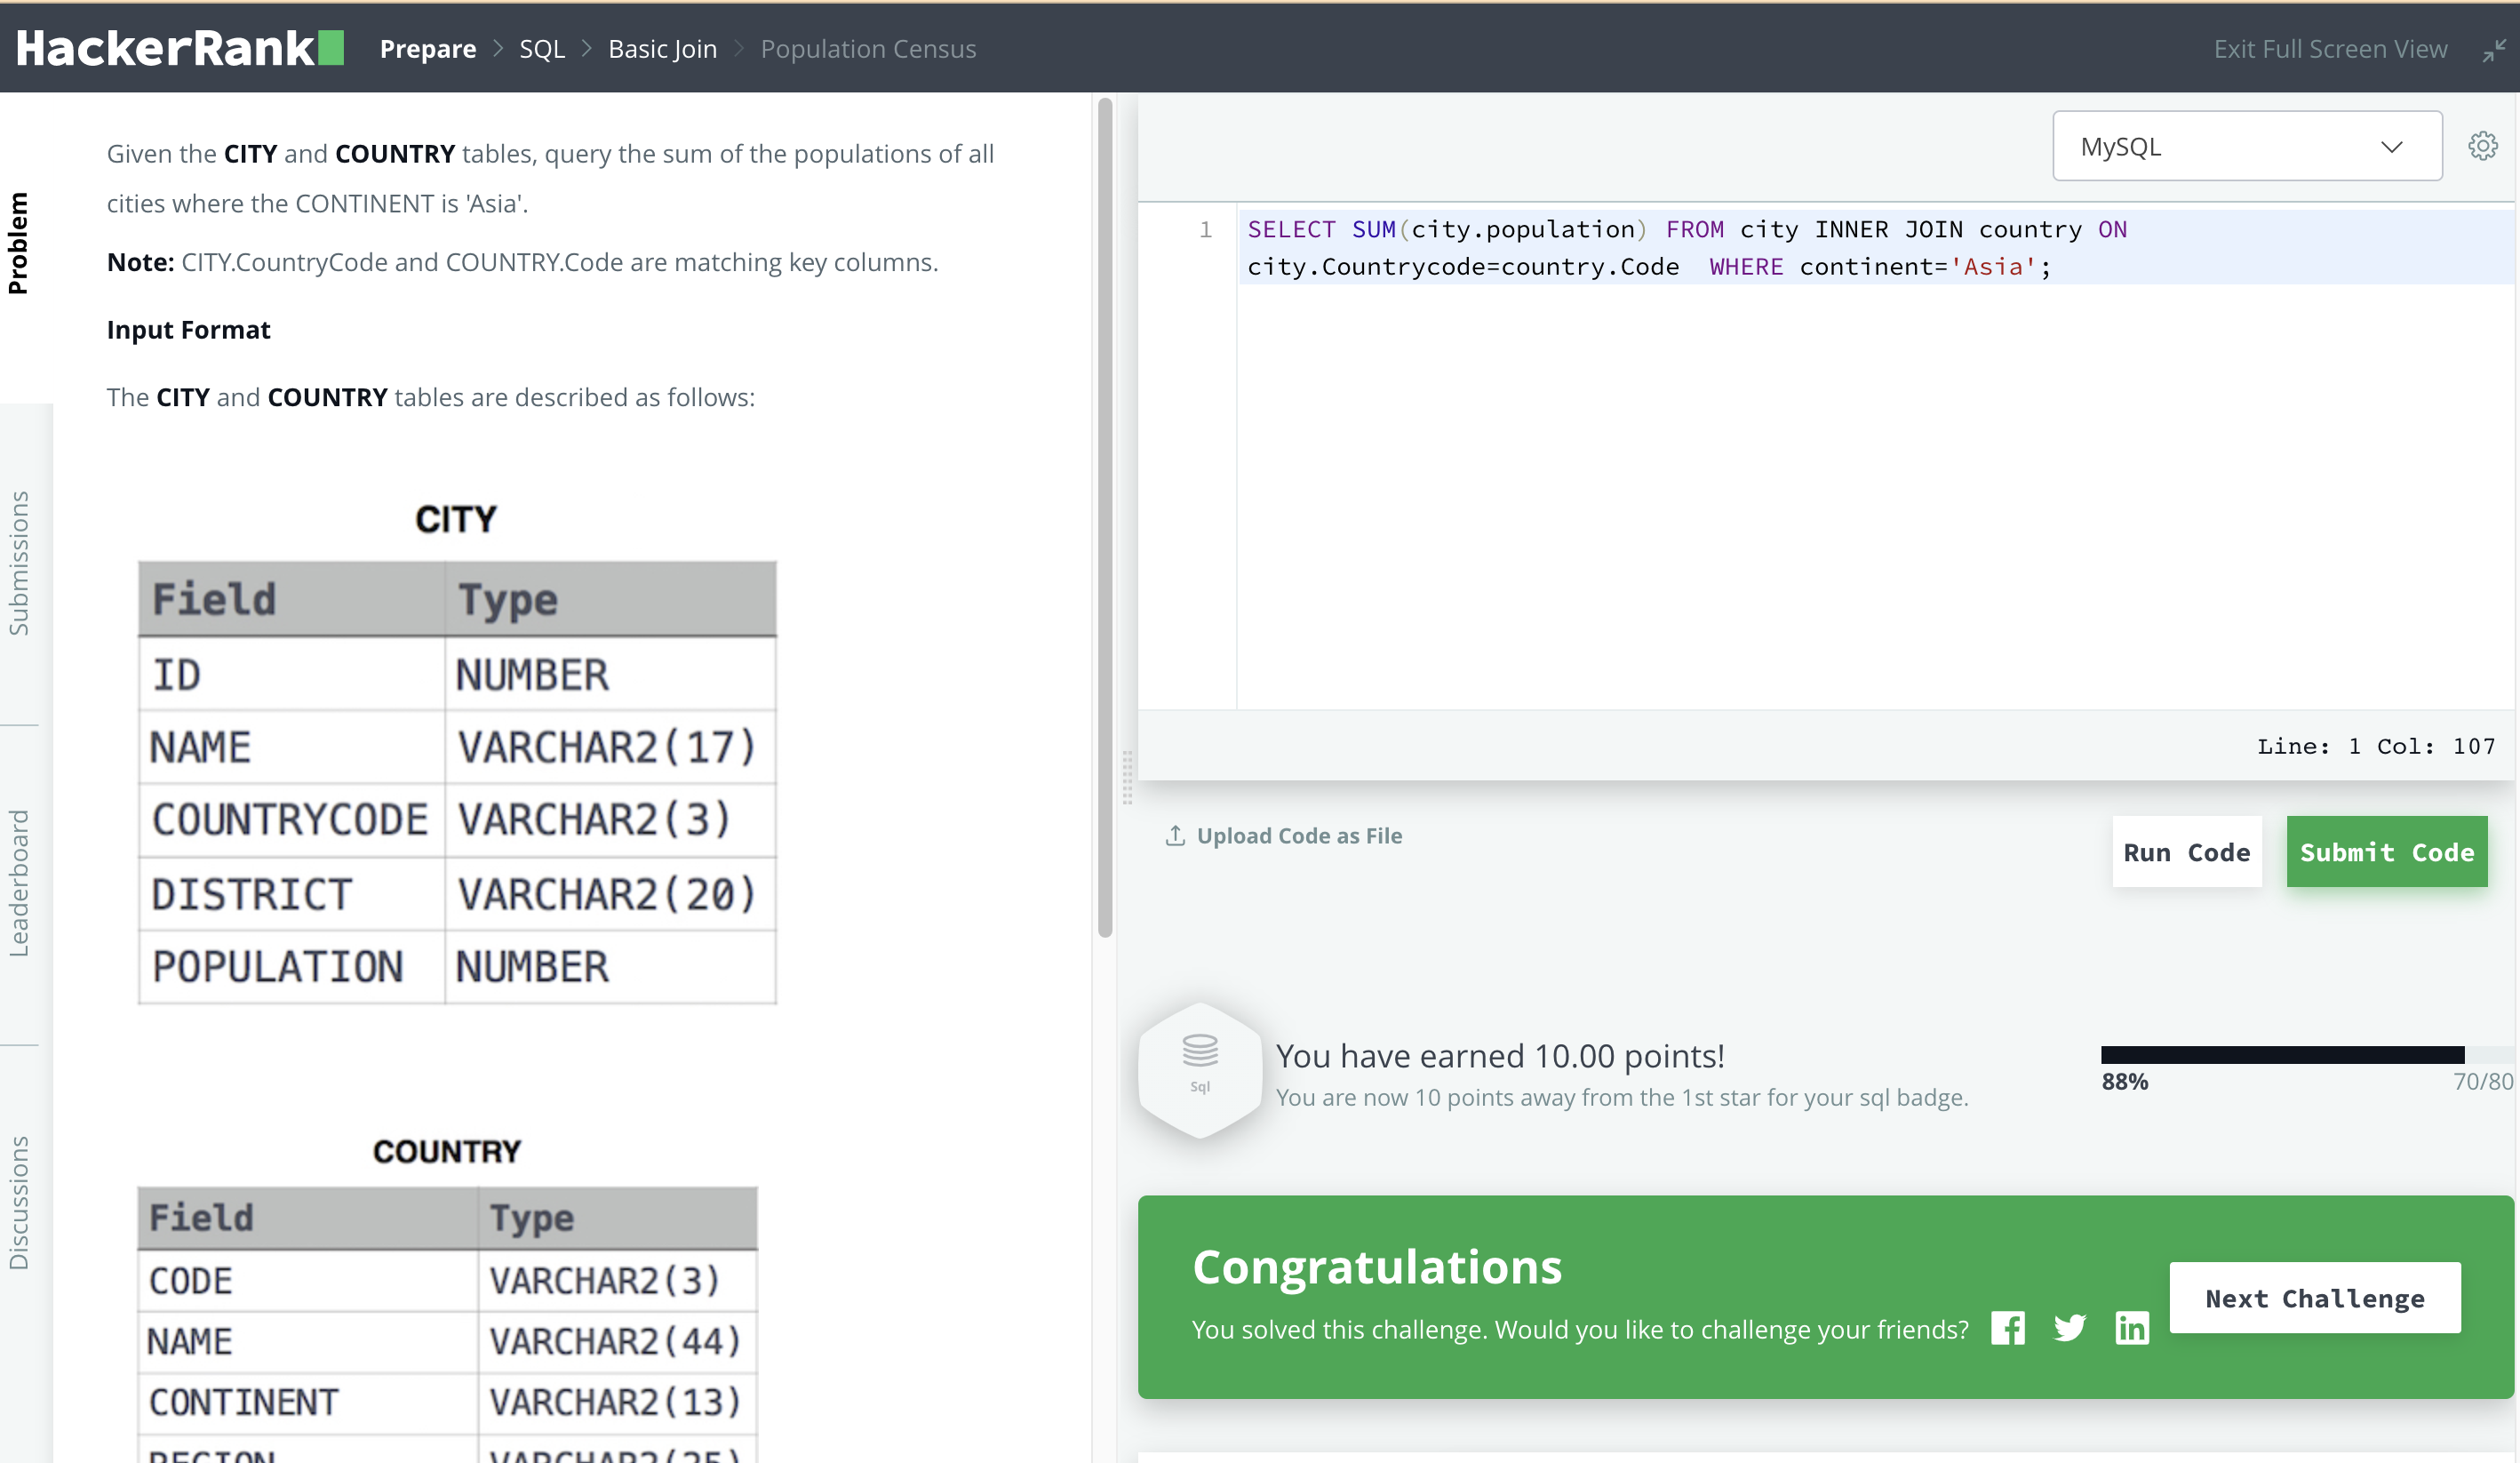 HackerRank
Prepare > SQL > Basic Join > Population Census
Exit Full Screen View
Problem
Submissions
Leaderboard
Discussions
Given the CITY and COUNTRY tables, query the sum of the populations of all
cities where the CONTINENT is 'Asia'.
Note: CITY.CountryCode and COUNTRY.Code are matching key columns.
Input Format
The CITY and COUNTRY tables are described as follows:
CITY
Field Type
ID NUMBER
NAME VARCHAR2(17)
COUNTRYCODE VARCHAR2(3)
DISTRICT VARCHAR2(20)
POPULATION NUMBER
COUNTRY
Field Type
CODE VARCHAR2(3)
NAME VARCHAR2(44)
CONTINENT VARCHAR2(13)
REGION VARCHAR2(25)
MySQL
1 SELECT SUM(city.population) FROM city INNER JOIN country ON
city.Countrycode=country.Code  WHERE continent='Asia';
Line: 1 Col: 107
Upload Code as File
Run Code
Submit Code
Sql
You have earned 10.00 points!
You are now 10 points away from the 1st star for your sql badge.
88%
70/80
Congratulations
You solved this challenge. Would you like to challenge your friends?
Next Challenge